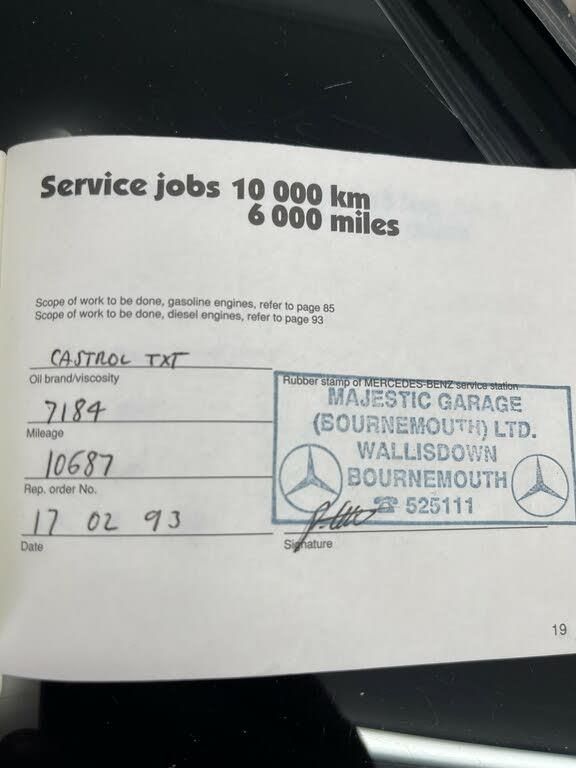 Service jobs 10 000 km
6 000 miles
Scope of work to be done, gasoline engines, refer to page 85
Scope of work to be done, diesel engines, refer to page 93
CASTROL TXT
Oil brand/viscosity
7184
Mileage
10687
Rep. order No.
17 02 93
Date
Rubber stamp of MERCEDES-BENZ service station
MAJESTIC GARAGE
(BOURNEMOUTH) LTD.
WALLISDOWN
BOURNEMOUTH
☎ 525111
Signature
19